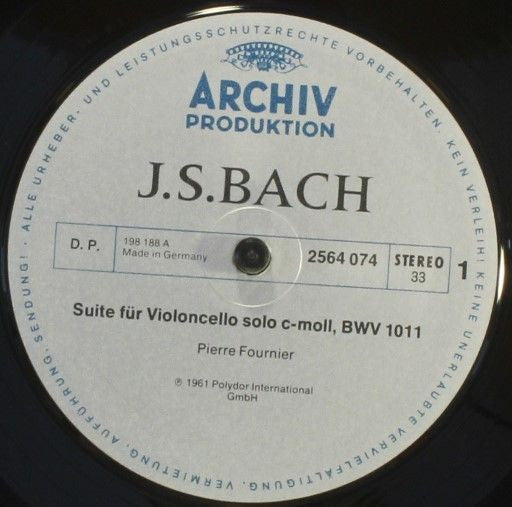 ALLE URHEBER- UND LEISTUNGSSCHUTZRECHTE VORBEHALTEN. KEIN VERLEIH! KEINE UNERLAUBTE VERVIELFÄLTIGUNG, VERMIETUNG, AUFFÜHRUNG, SENDUNG! ·
ARCHIV
PRODUKTION
J.S.BACH
D. P.
198 188 A
Made in Germany
2564 074
STEREO
33
1
Suite für Violoncello solo c-moll, BWV 1011
Pierre Fournier
℗ 1961 Polydor International
GmbH